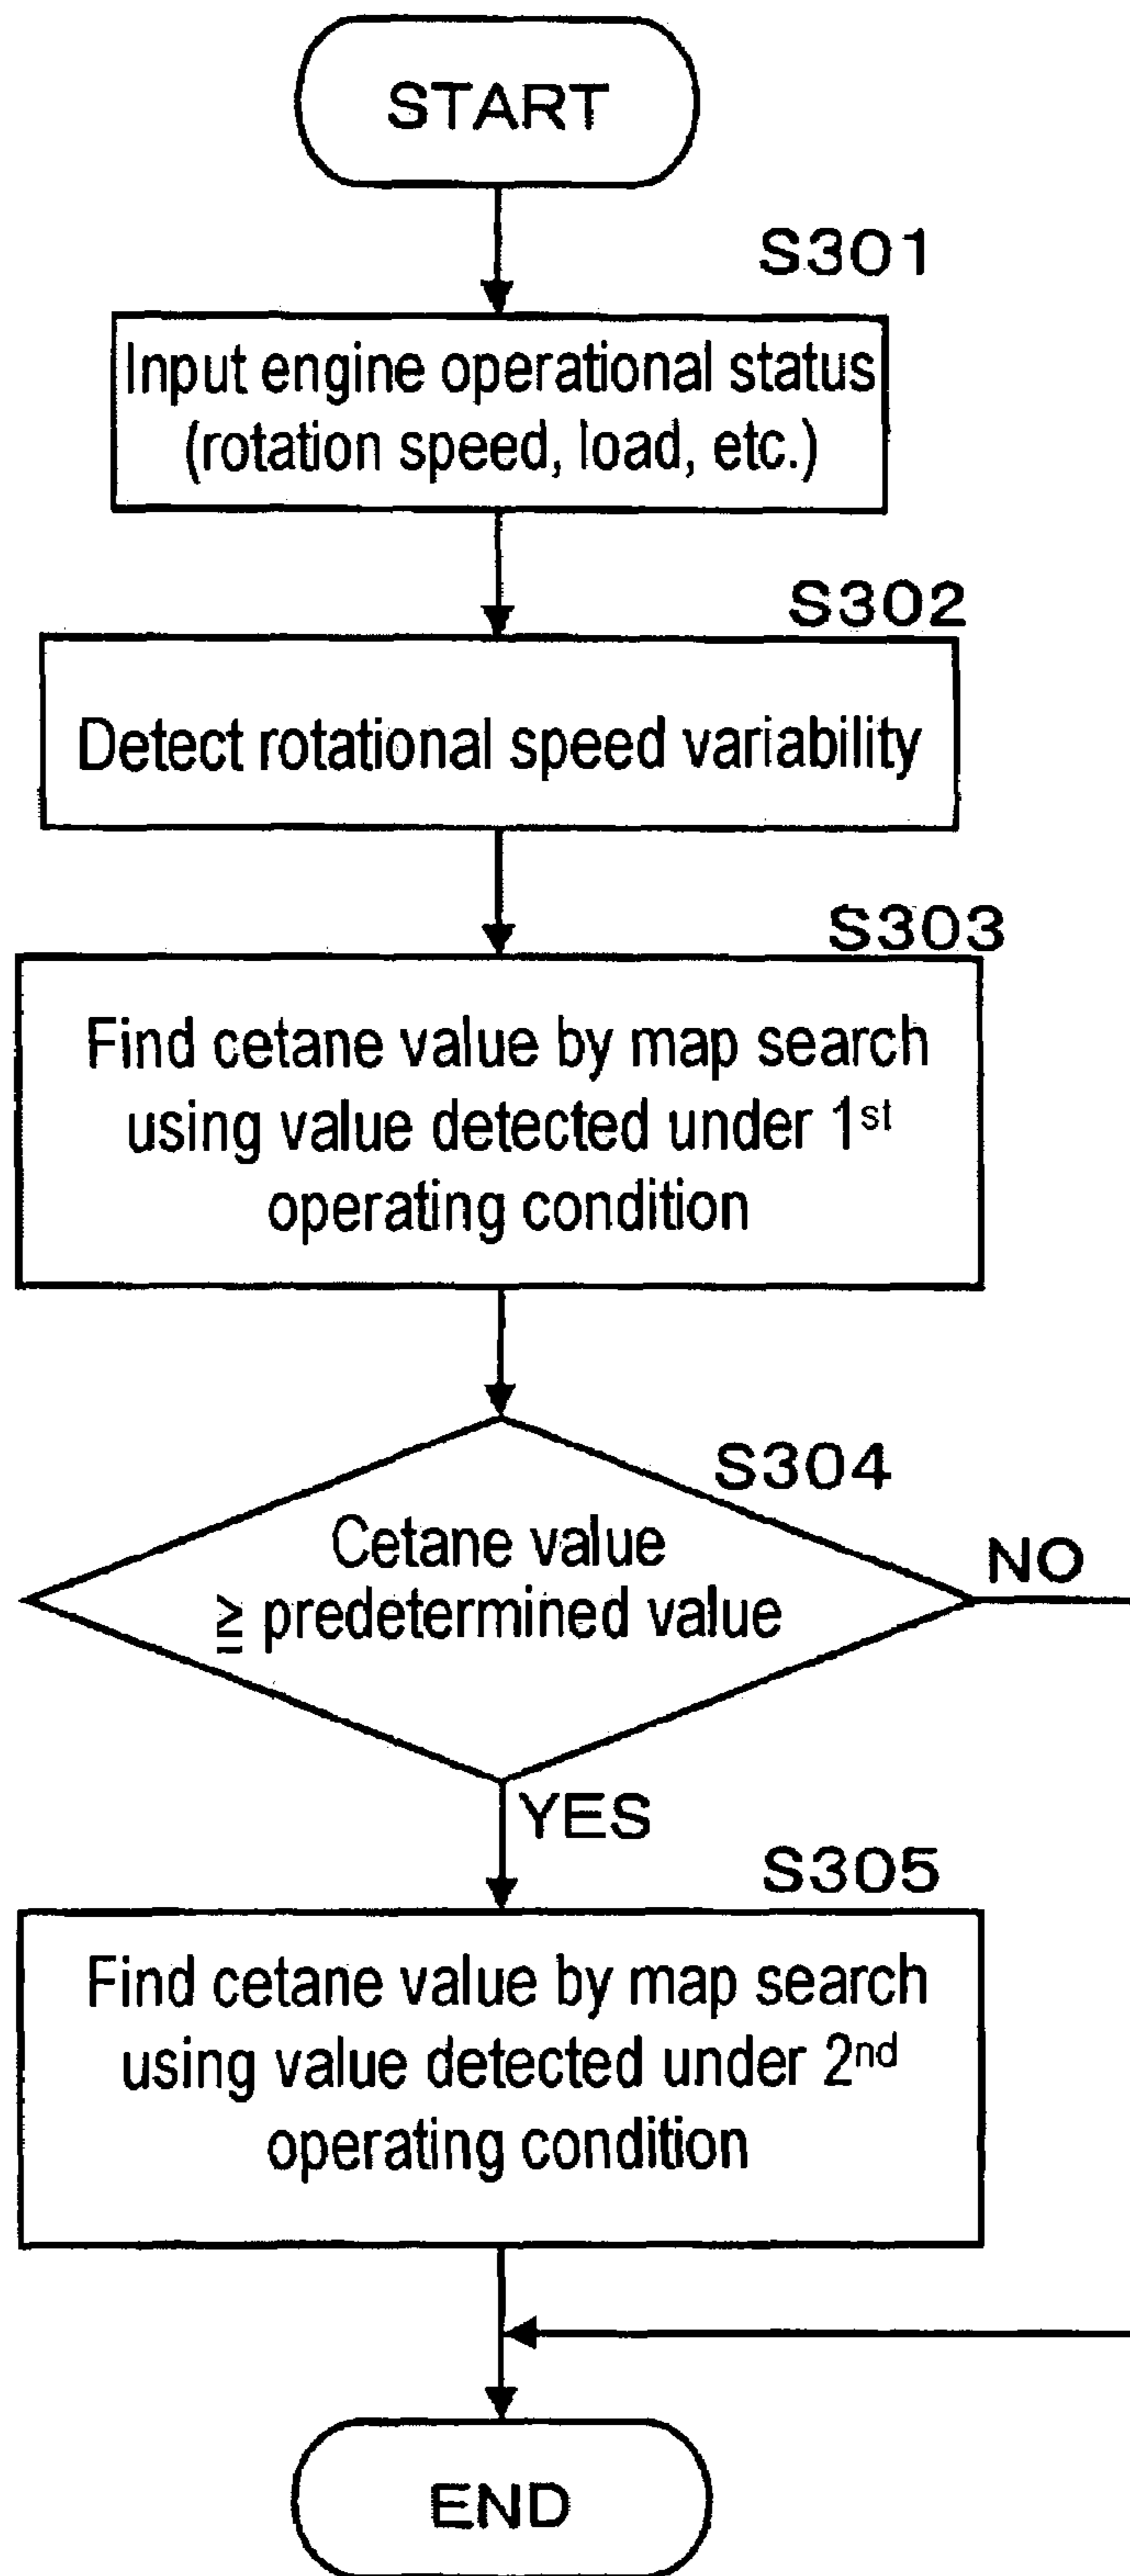 START
S301
Input engine operational status
(rotation speed, load, etc.)
S302
Detect rotational speed variability
S303
Find cetane value by map search
using value detected under 1st
operating condition
S304
Cetane value
≧ predetermined value
NO
YES
S305
Find cetane value by map search
using value detected under 2nd
operating condition
END